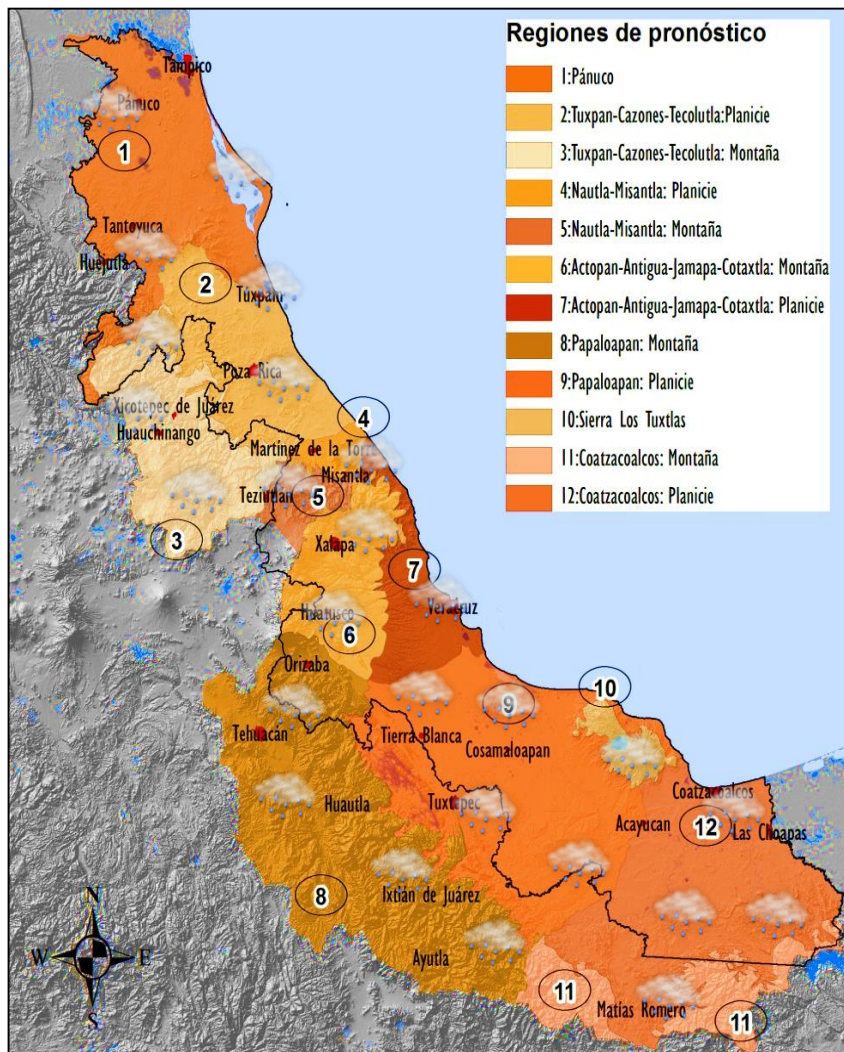 Regiones de pronóstico
1:Pánuco
2:Tuxpan-Cazones-Tecolutla:Planicie
3:Tuxpan-Cazones-Tecolutla: Montaña
4:Nautla-Misantla: Planicie
5:Nautla-Misantla: Montaña
6:Actopan-Antigua-Jamapa-Cotaxtla: Montaña
7:Actopan-Antigua-Jamapa-Cotaxtla: Planicie
8:Papaloapan: Montaña
9:Papaloapan: Planicie
10:Sierra Los Tuxtlas
11:Coatzacoalcos: Montaña
12:Coatzacoalcos: Planicie
Tampico
Pánuco
1
Tantoyuca
Huejutla
2
Túxpam
Poza Rica
Xicotepec de Juárez
4
Huauchinango
Martínez de la Torre
Misantla
Teziutlán
5
3
Xalapa
7
Huatusco
Veracruz
6
Orizaba
10
9
Tehuacán
Tierra Blanca
Cosamaloapan
Huautla
Tuxtepec
Coatzacoalcos
Acayucan
12
Las Choapas
8
Ixtlán de Juárez
Ayutla
11
Matías Romero
11
N
W
E
S